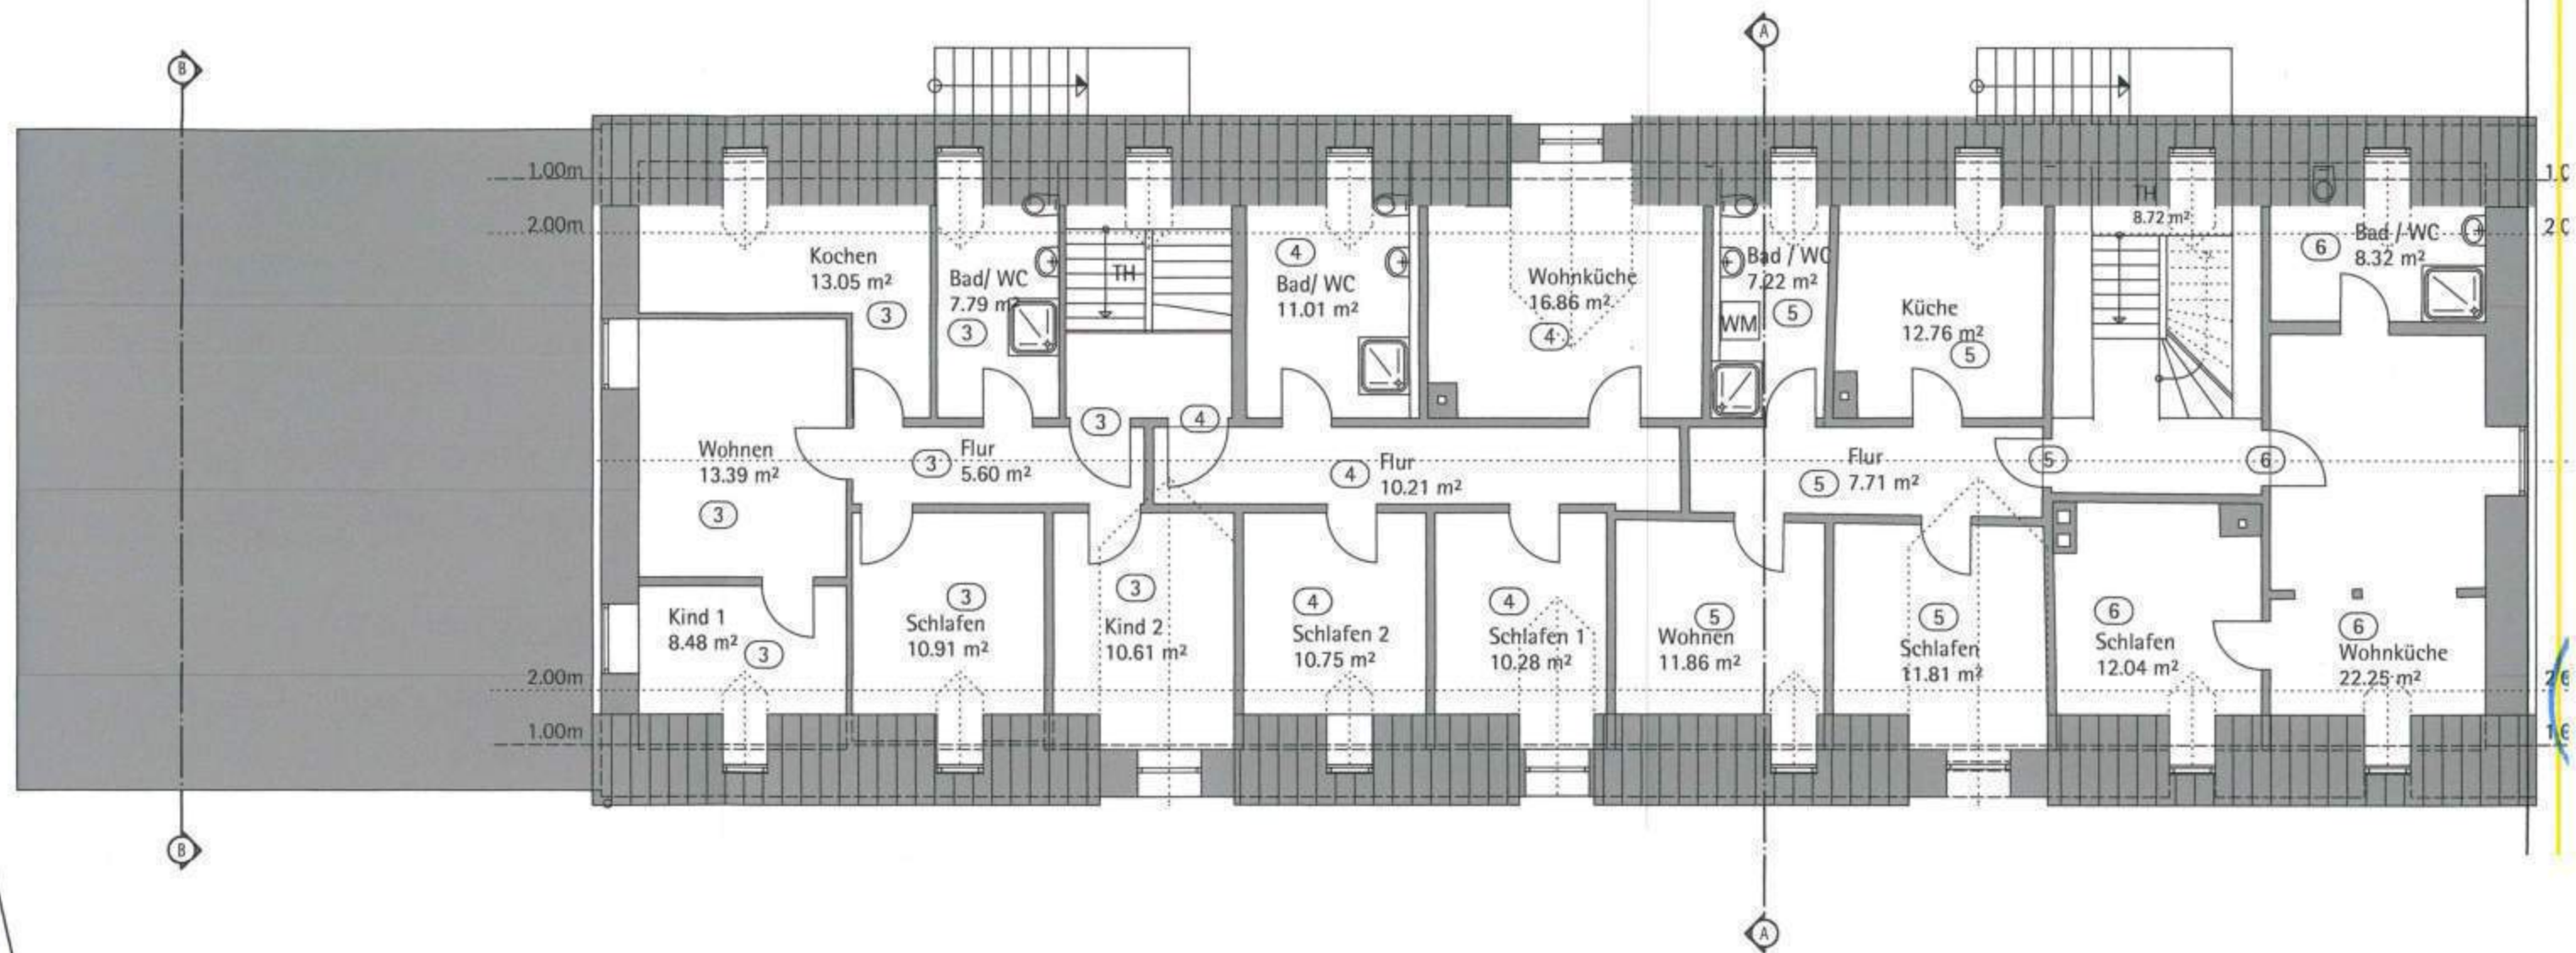 A
B
1.00m
2.00m
Kochen
13.05 m²
3
Bad/ WC
7.79 m²
3
TH
4
Bad/ WC
11.01 m²
Wohnküche
16.86 m²
4
Bad / WC
7.22 m²
5
WM
Küche
12.76 m²
5
TH
8.72 m²
6
Bad / WC
8.32 m²
Wohnen
13.39 m²
3
3
Flur
5.60 m²
3
4
4
Flur
10.21 m²
Flur
5
7.71 m²
5
6
Kind 1
8.48 m²
3
3
Schlafen
10.91 m²
3
Kind 2
10.61 m²
4
Schlafen 2
10.75 m²
4
Schlafen 1
10.28 m²
5
Wohnen
11.86 m²
5
Schlafen
11.81 m²
6
Schlafen
12.04 m²
6
Wohnküche
22.25 m²
2.00m
1.00m
B
A